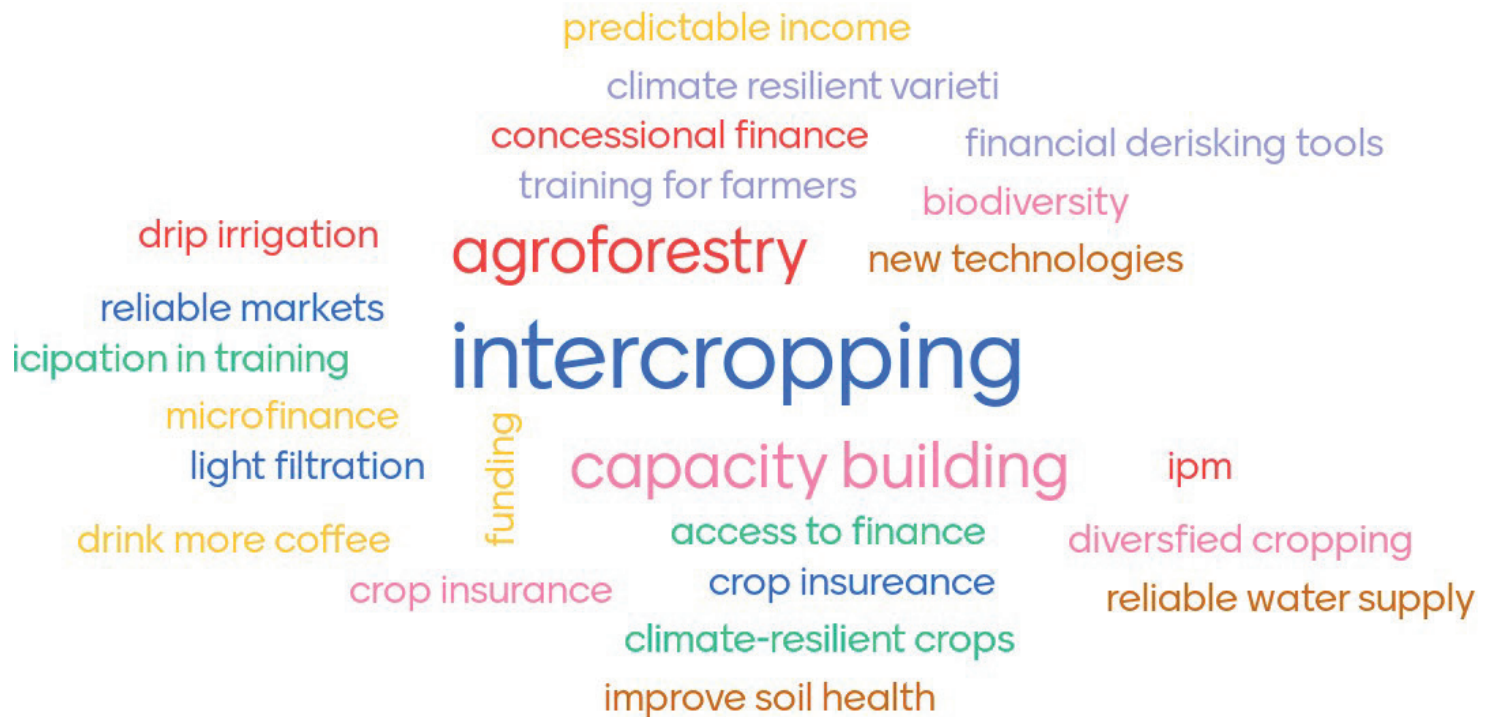 predictable income
climate resilient varieti
concessional finance
financial derisking tools
training for farmers
biodiversity
drip irrigation
agroforestry
new technologies
reliable markets
intercropping
icipation in training
microfinance
funding
light filtration
capacity building
ipm
drink more coffee
access to finance
diversfied cropping
crop insurance
crop insureance
reliable water supply
climate-resilient crops
improve soil health